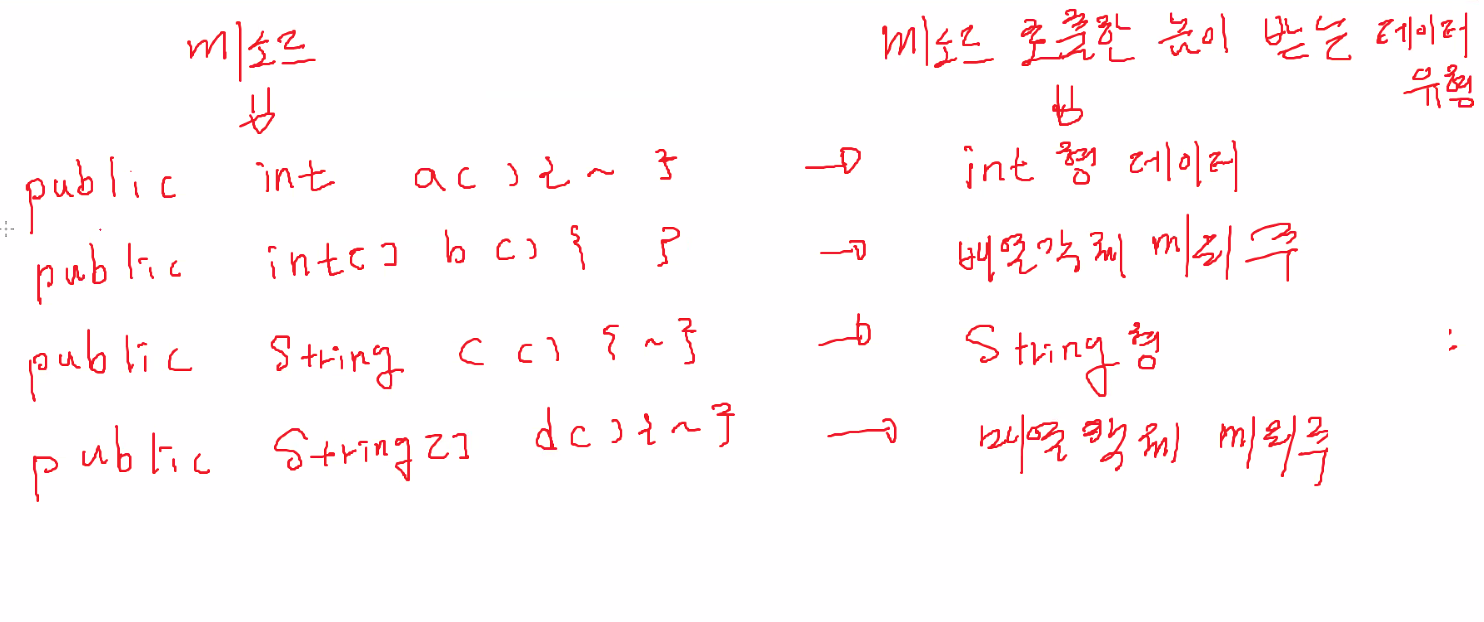 메소드 메소드 호출한 놈이 받는 데이터
유형
public int a(){~} → int형 데이터
public int[] b(){ } → 배열객체 메모리 주
public String c(){~} → String형 :
public String[] d(){~} → 배열객체 메모리 주